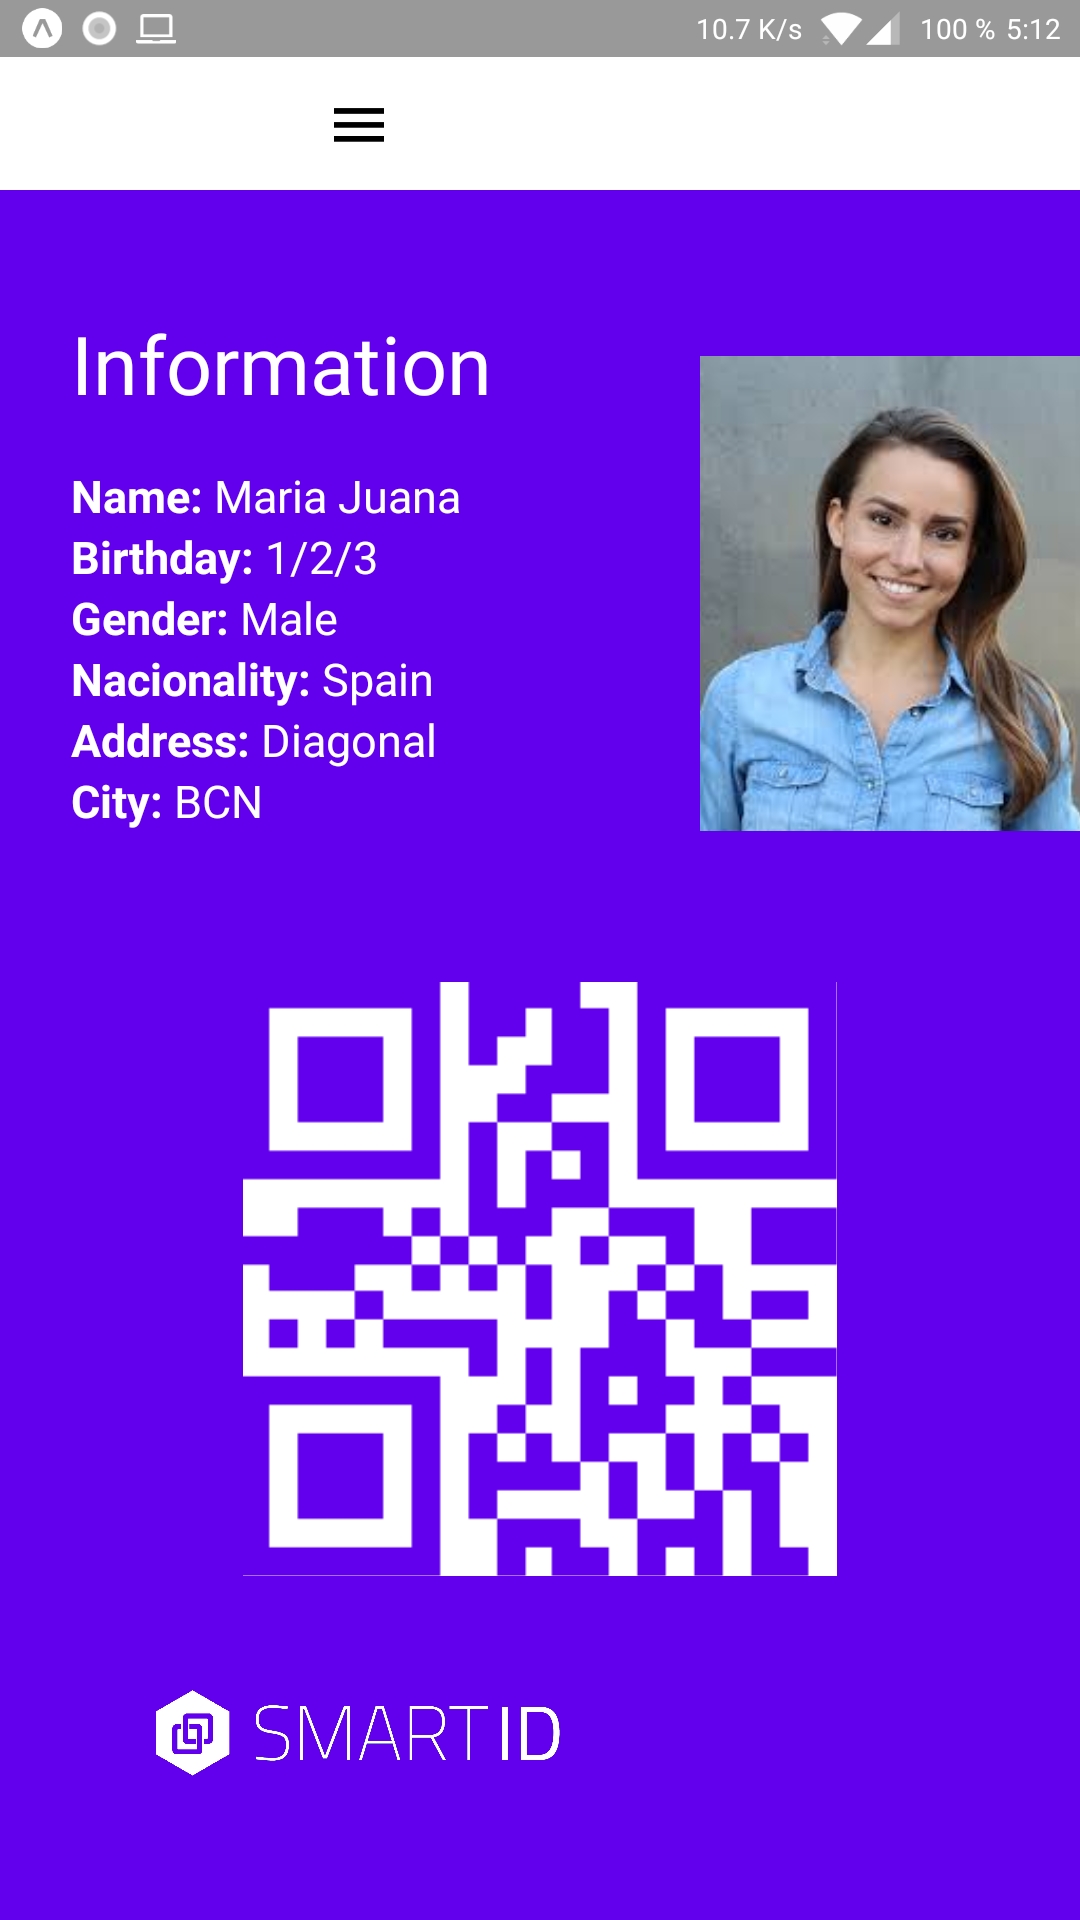 10.7 K/s 100 % 5:12
Information
Name: Maria Juana
Birthday: 1/2/3
Gender: Male
Nacionality: Spain
Address: Diagonal
City: BCN
SMARTID